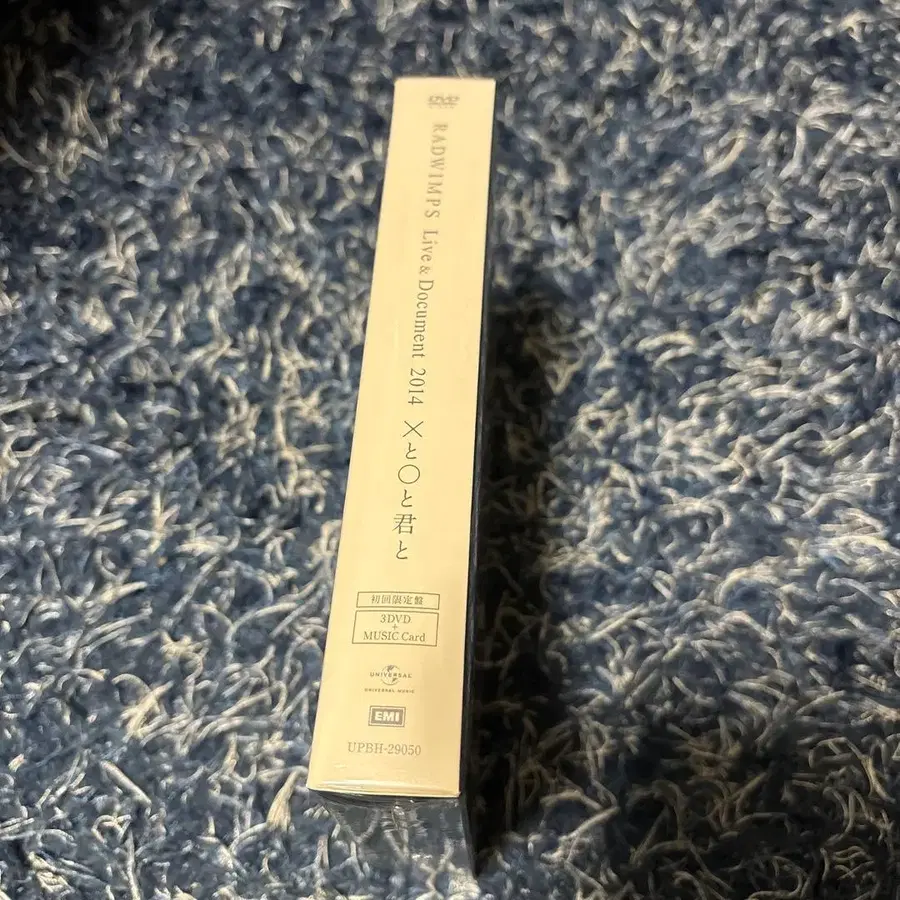 DVD
RADWIMPS Live & Document 2014 ×と○と君と
初回限定盤
3DVD
+
MUSIC Card
UNIVERSAL
UNIVERSAL MUSIC
EMI
UPBH-29050